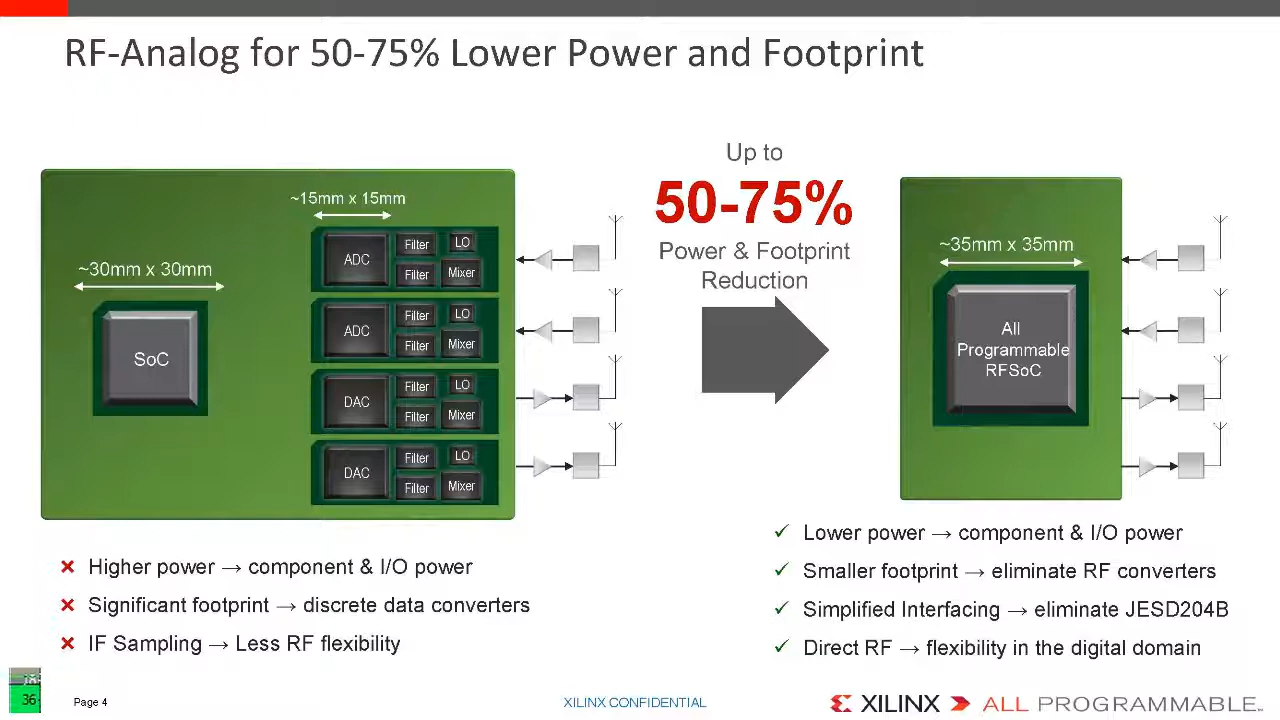 RF-Analog for 50-75% Lower Power and Footprint
~30mm x 30mm
SoC
~15mm x 15mm
ADC
Filter
LO
Filter
Mixer
ADC
Filter
LO
Filter
Mixer
DAC
Filter
LO
Filter
Mixer
DAC
Filter
LO
Filter
Mixer
Up to
50-75%
Power & Footprint
Reduction
~35mm x 35mm
All
Programmable
RFSoC
× Higher power → component & I/O power
× Significant footprint → discrete data converters
× IF Sampling → Less RF flexibility
✓ Lower power → component & I/O power
✓ Smaller footprint → eliminate RF converters
✓ Simplified Interfacing → eliminate JESD204B
✓ Direct RF → flexibility in the digital domain
36
Page 4
XILINX CONFIDENTIAL
XILINX
ALL PROGRAMMABLE™